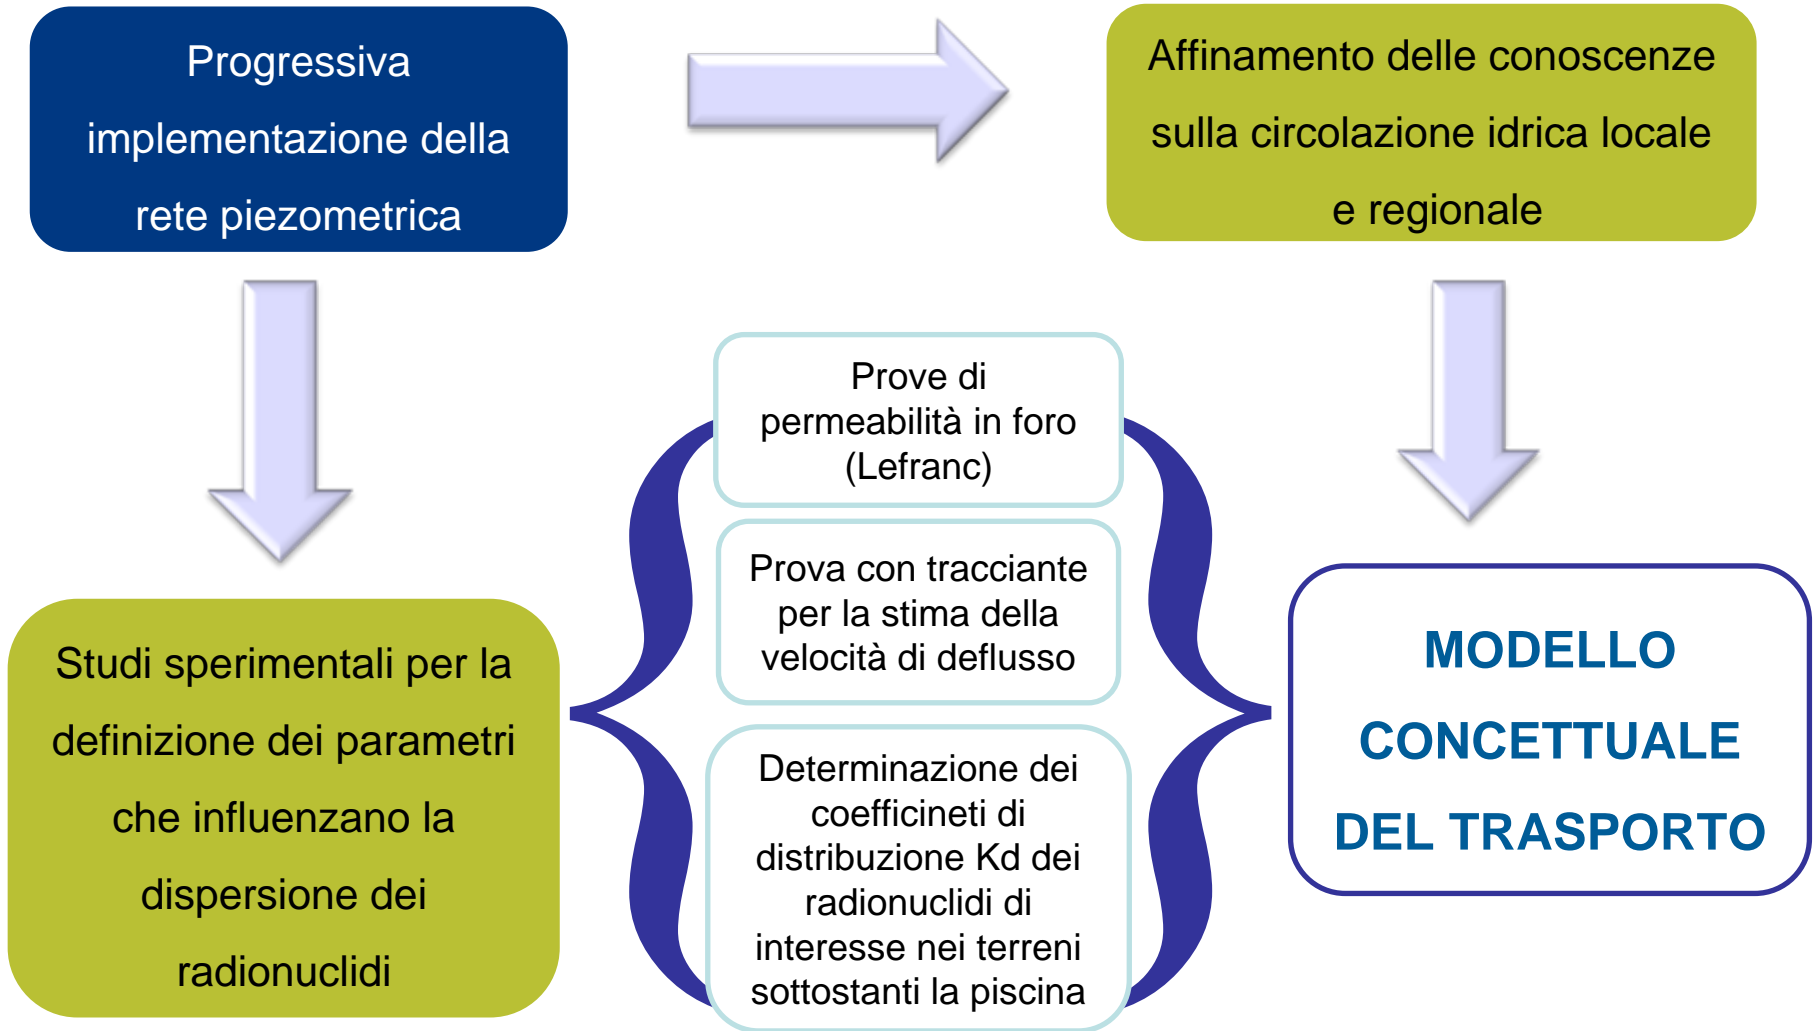 Progressiva
implementazione della
rete piezometrica
Affinamento delle conoscenze
sulla circolazione idrica locale
e regionale
Studi sperimentali per la
definizione dei parametri
che influenzano la
dispersione dei
radionuclidi
Prove di
permeabilità in foro
(Lefranc)
Prova con tracciante
per la stima della
velocità di deflusso
Determinazione dei
coefficineti di
distribuzione Kd dei
radionuclidi di
interesse nei terreni
sottostanti la piscina
MODELLO
CONCETTUALE
DEL TRASPORTO